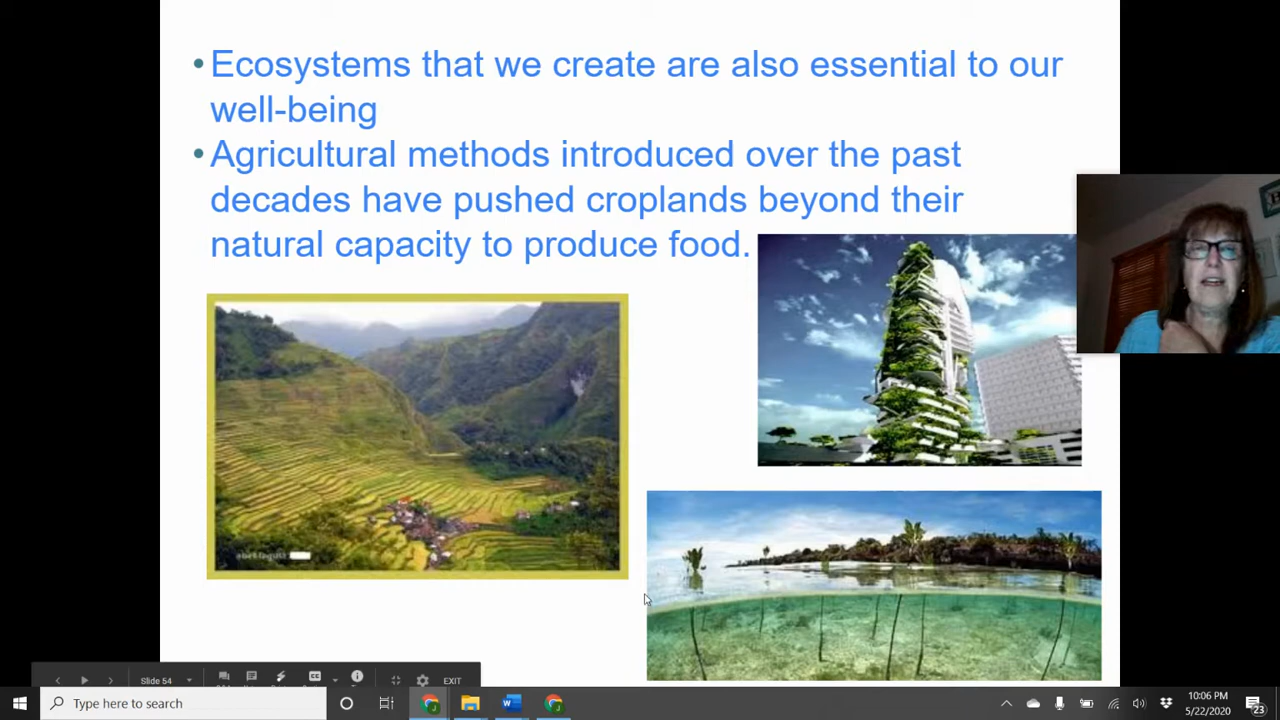 • Ecosystems that we create are also essential to our
well-being
• Agricultural methods introduced over the past
decades have pushed croplands beyond their
natural capacity to produce food.
Slide 54
CC
EXIT
Type here to search
10:06 PM
5/22/2020
23